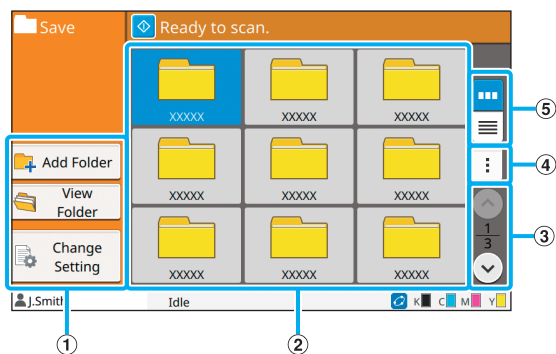 Save
Ready to scan.
XXXXX XXXXX XXXXX
Add Folder
View
Folder
XXXXX XXXXX XXXXX
Change
Setting
XXXXX XXXXX XXXXX
1
3
J.Smith
Idle
K C M Y
5
4
3
1
2